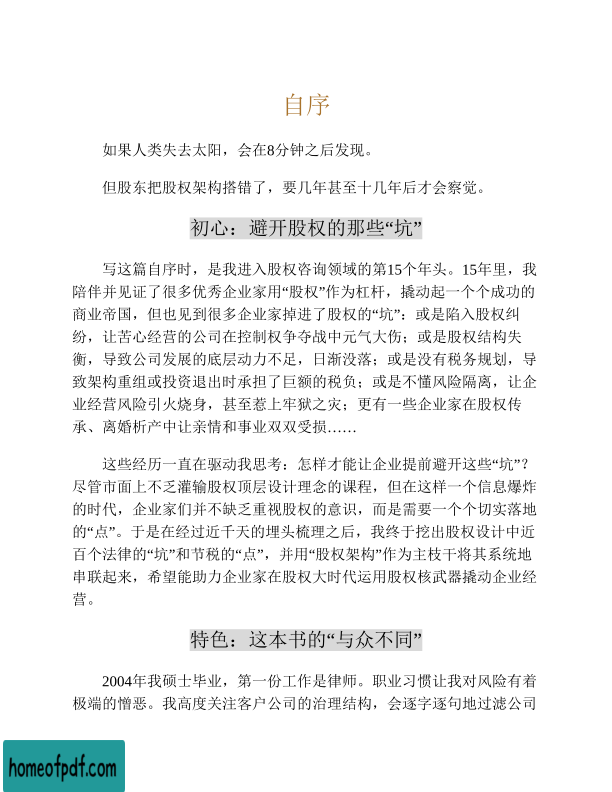 自序
如果人类失去太阳，会在8分钟之后发现。
但股东把股权架构搭错了，要几年甚至十几年后才会察觉。
初心：避开股权的那些“坑”
写这篇自序时，是我进入股权咨询领域的第15个年头。15年里，我
陪伴并见证了很多优秀企业家用“股权”作为杠杆，撬动起一个个成功的
商业帝国，但也见到很多企业家掉进了股权的“坑”：或是陷入股权纠
纷，让苦心经营的公司在控制权争夺战中元气大伤；或是股权结构失
衡，导致公司发展的底层动力不足，日渐没落；或是没有税务规划，导
致架构重组或投资退出时承担了巨额的税负；或是不懂风险隔离，让企
业经营风险引火烧身，甚至惹上牢狱之灾；更有一些企业家在股权传
承、离婚析产中让亲情和事业双双受损……
这些经历一直在驱动我思考：怎样才能让企业提前避开这些“坑”？
尽管市面上不乏灌输股权顶层设计理念的课程，但在这样一个信息爆炸
的时代，企业家们并不缺乏重视股权的意识，而是需要一个个切实落地
的“点”。于是在经过近千天的埋头梳理之后，我终于挖出股权设计中近
百个法律的“坑”和节税的“点”，并用“股权架构”作为主枝干将其系统地
串联起来，希望能助力企业家在股权大时代运用股权核武器撬动企业经
营。
特色：这本书的“与众不同”
2004年我硕士毕业，第一份工作是律师。职业习惯让我对风险有着
极端的憎恶。我高度关注客户公司的治理结构，会逐字逐句地过滤公司
homeofpdf.com